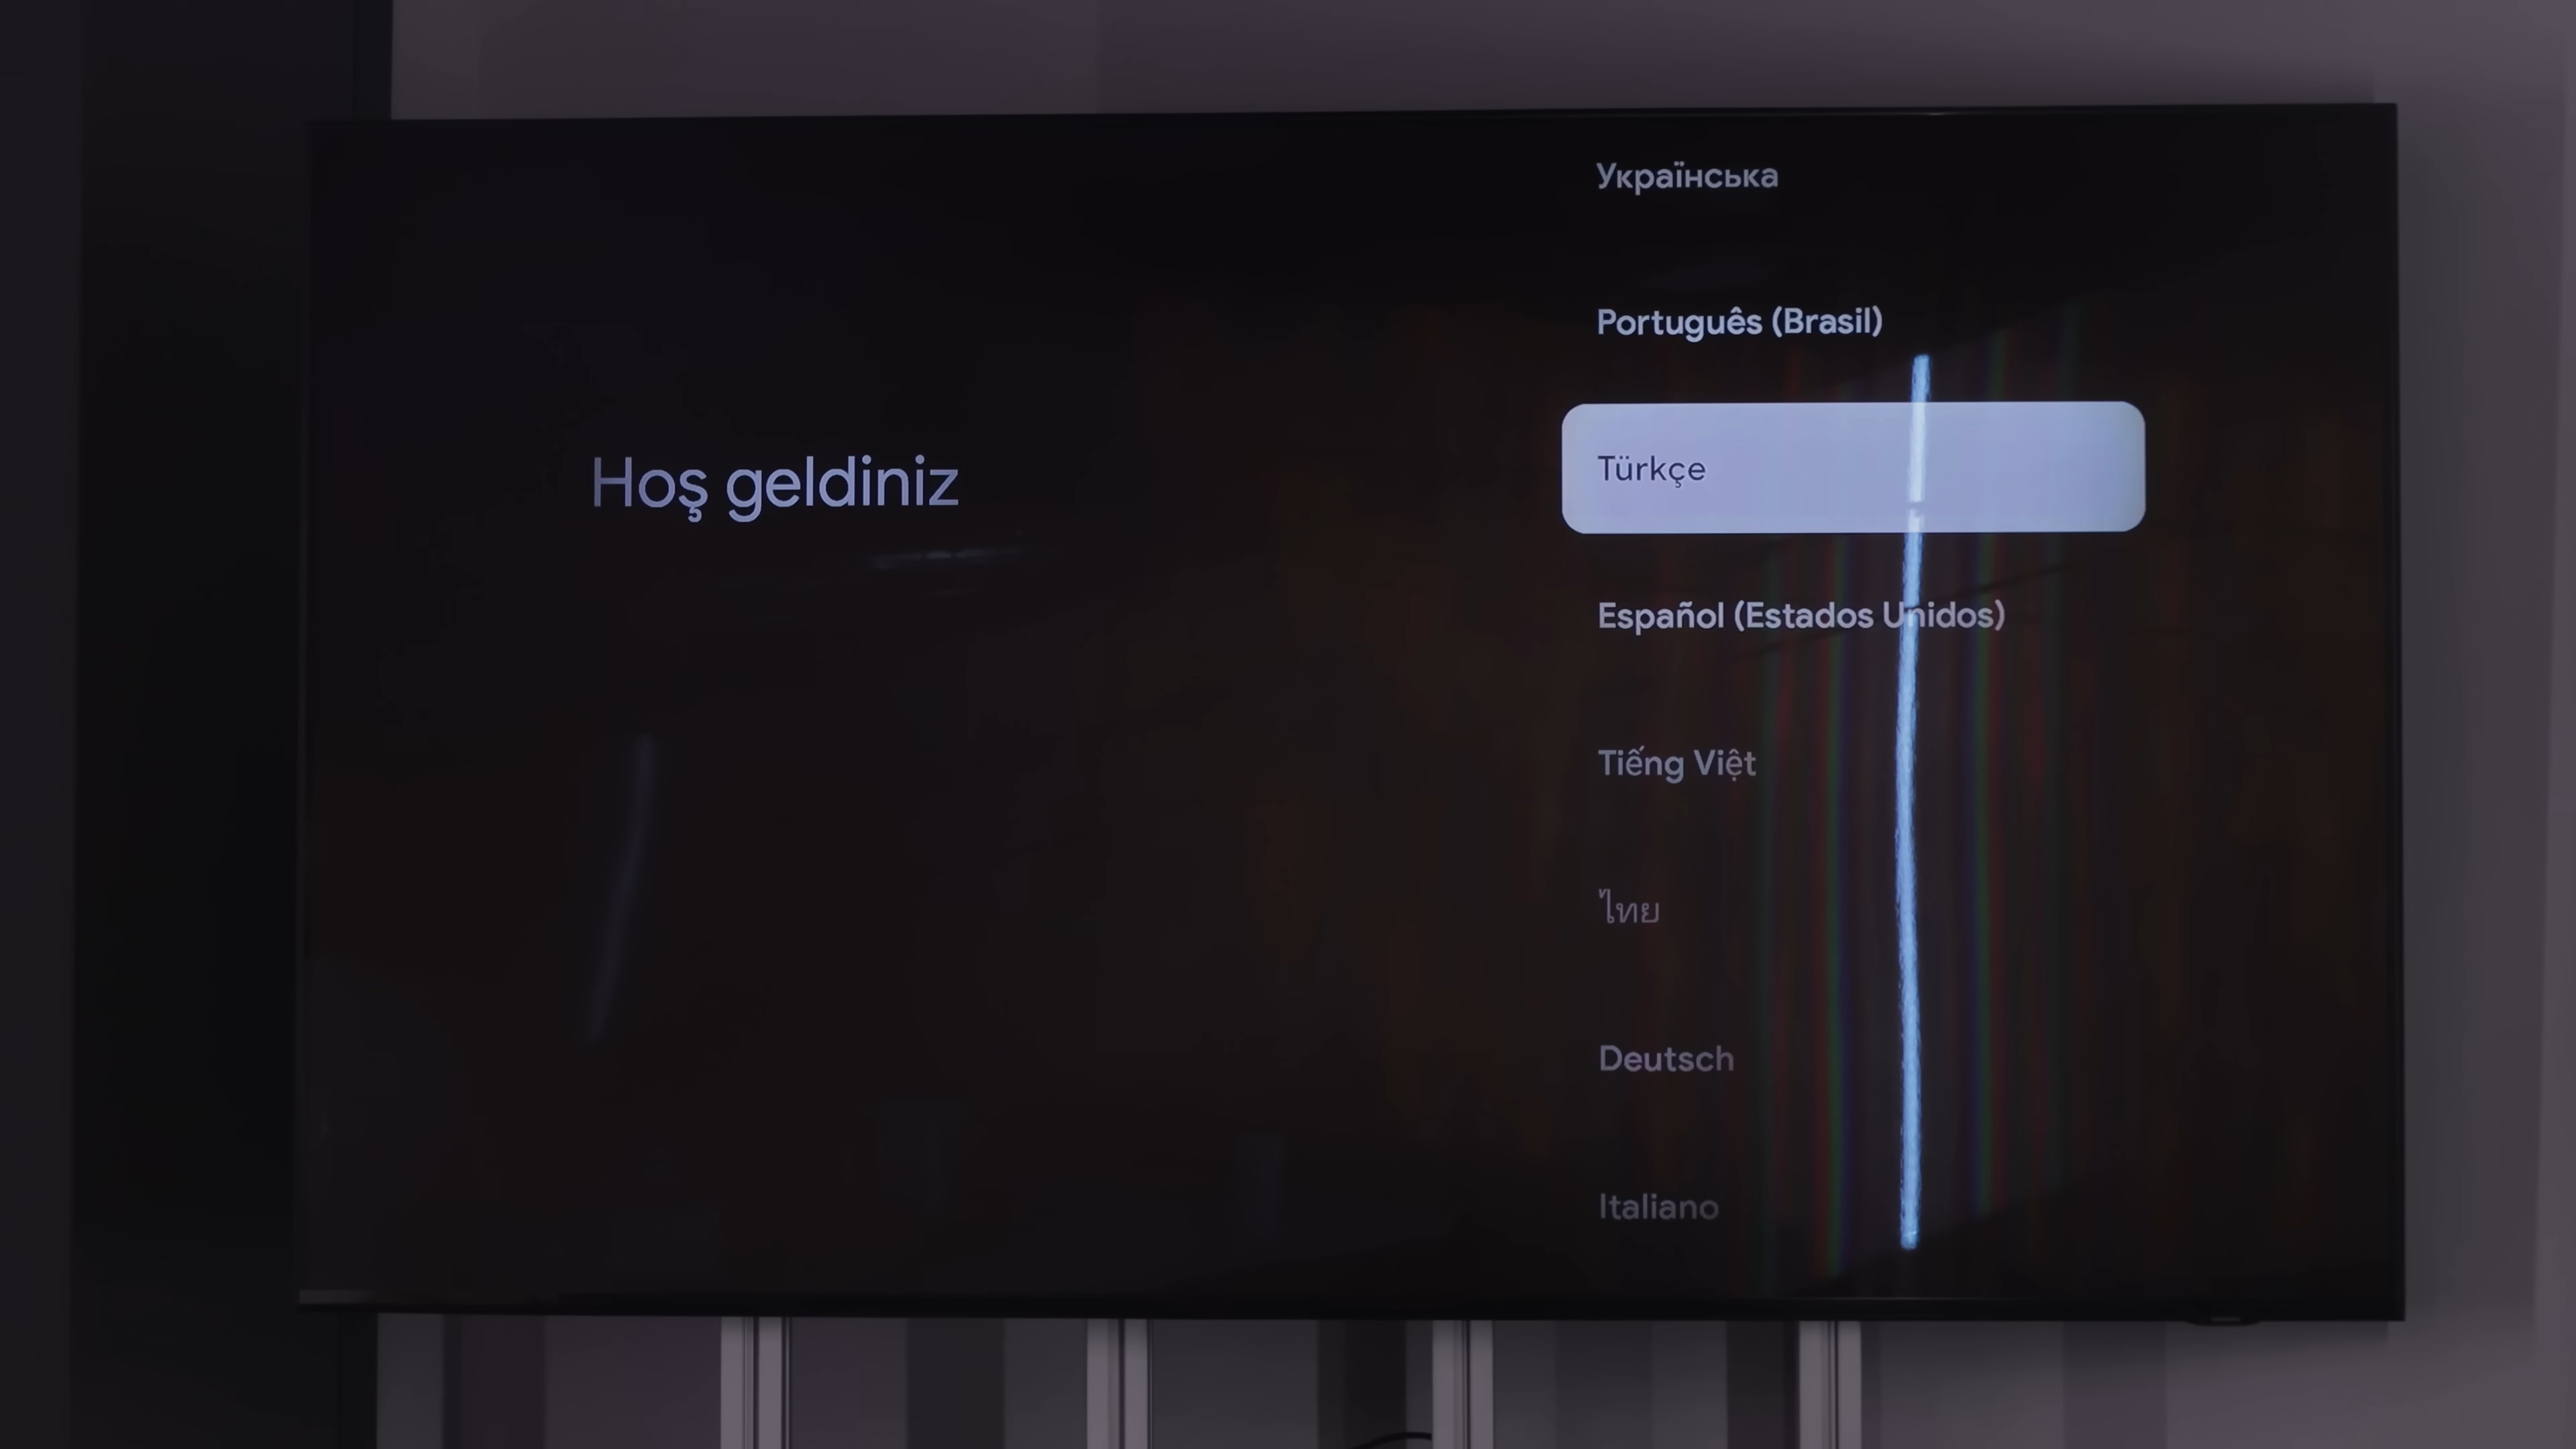 Hoş geldiniz
Українська
Português (Brasil)
Türkçe
Español (Estados Unidos)
Tiếng Việt
ไทย
Deutsch
Italiano